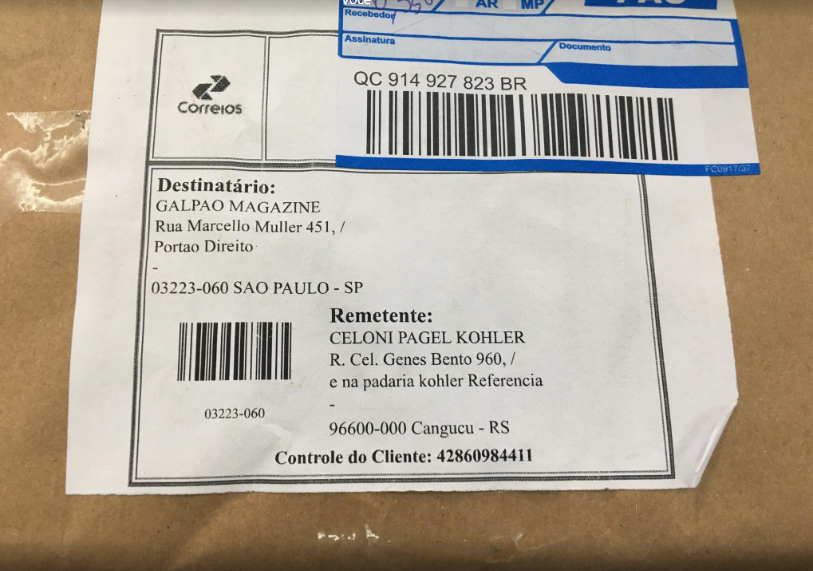 AR MP
Recebedor
Assinatura
Documento
QC 914 927 823 BR
FC0917/37
Correios
Destinatário:
GALPAO MAGAZINE
Rua Marcello Muller 451, /
Portao Direito
-
03223-060 SAO PAULO - SP
Remetente:
CELONI PAGEL KOHLER
R. Cel. Genes Bento 960, /
e na padaria kohler Referencia
-
96600-000 Cangucu - RS
03223-060
Controle do Cliente: 42860984411